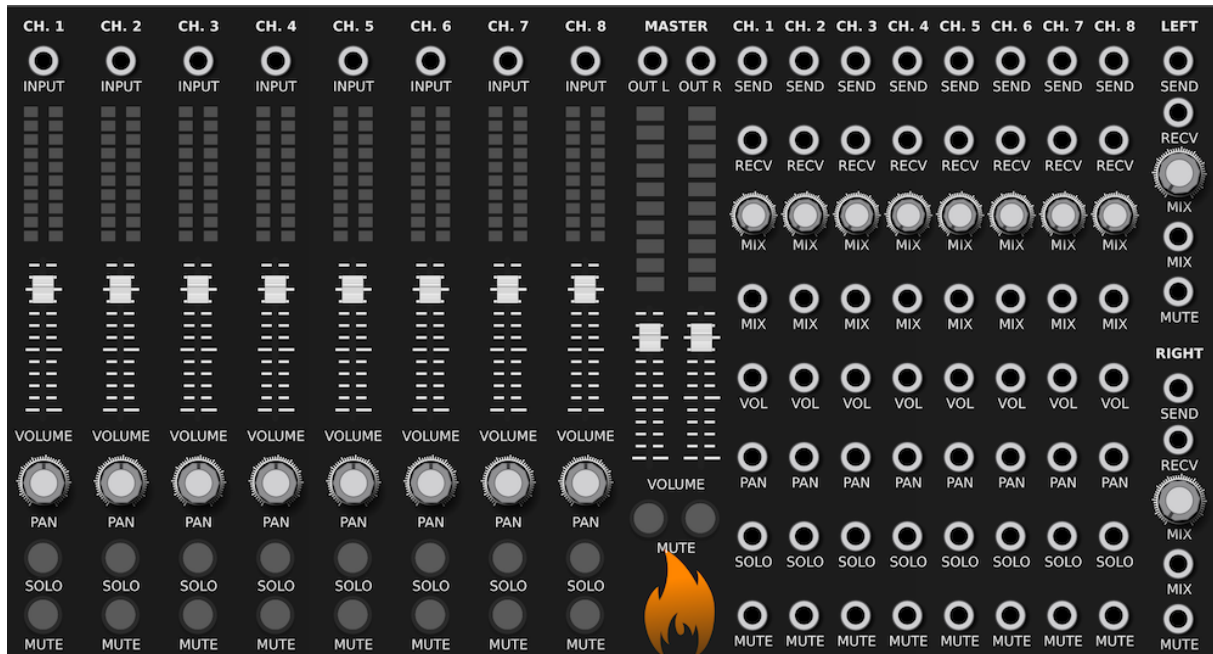 CH. 1 CH. 2 CH. 3 CH. 4 CH. 5 CH. 6 CH. 7 CH. 8 MASTER CH. 1 CH. 2 CH. 3 CH. 4 CH. 5 CH. 6 CH. 7 CH. 8 LEFT
INPUT INPUT INPUT INPUT INPUT INPUT INPUT INPUT OUT L OUT R SEND SEND SEND SEND SEND SEND SEND SEND SEND
RECV
RECV RECV RECV RECV RECV RECV RECV RECV
MIX
MIX MIX MIX MIX MIX MIX MIX MIX
MIX
MUTE
MIX MIX MIX MIX MIX MIX MIX MIX
RIGHT
VOL VOL VOL VOL VOL VOL VOL VOL
SEND
VOLUME VOLUME VOLUME VOLUME VOLUME VOLUME VOLUME VOLUME
RECV
VOLUME PAN PAN PAN PAN PAN PAN PAN PAN
PAN PAN PAN PAN PAN PAN PAN PAN
MIX
MUTE
SOLO SOLO SOLO SOLO SOLO SOLO SOLO SOLO
SOLO SOLO SOLO SOLO SOLO SOLO SOLO SOLO MIX
MUTE MUTE MUTE MUTE MUTE MUTE MUTE MUTE MUTE MUTE MUTE MUTE MUTE MUTE MUTE MUTE MUTE